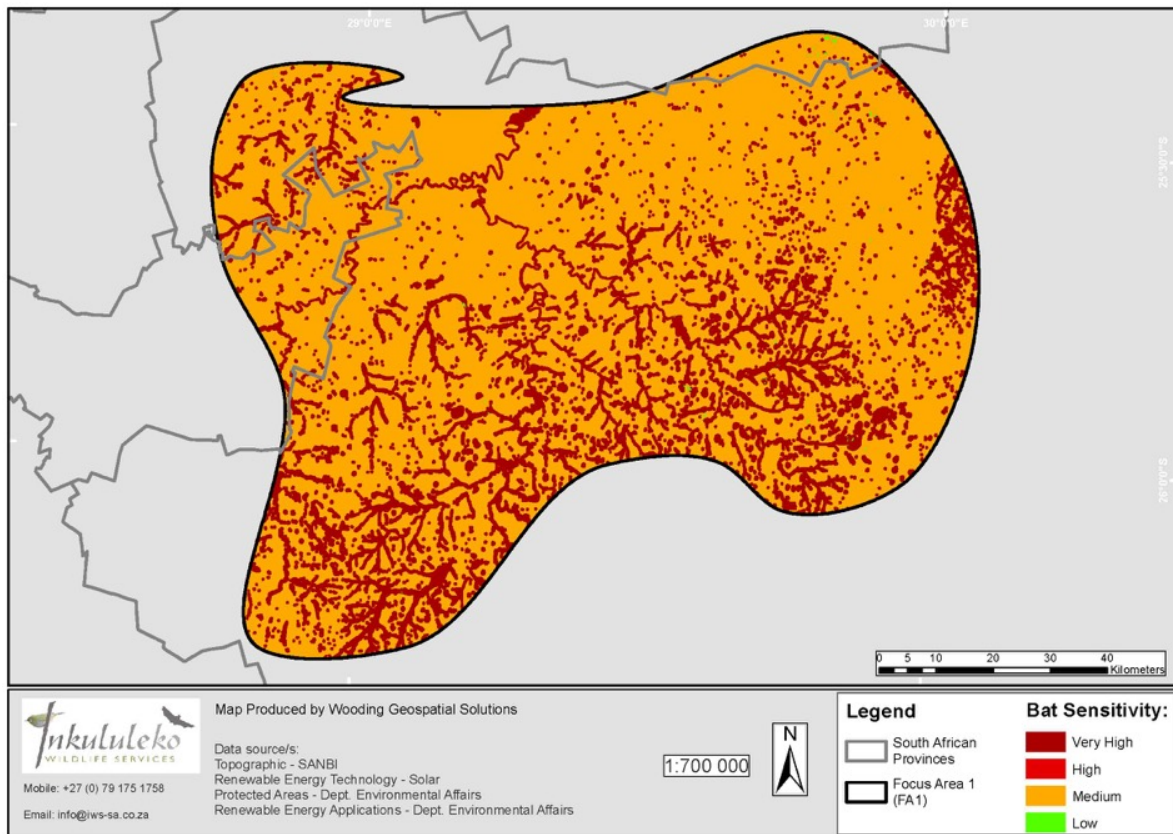 29°0'0"E
30°0'0"E
25°30'0"S
26°0'0"S
0 5 10 20 30 40
Kilometers
Inkululeko
WILDLIFE SERVICES
Mobile: +27 (0) 79 175 1758
Email: info@iws-sa.co.za
Map Produced by Wooding Geospatial Solutions
Data source/s:
Topographic - SANBI
Renewable Energy Technology - Solar
Protected Areas - Dept. Environmental Affairs
Renewable Energy Applications - Dept. Environmental Affairs
1:700 000
N
Legend
South African
Provinces
Focus Area 1
(FA1)
Bat Sensitivity:
Very High
High
Medium
Low